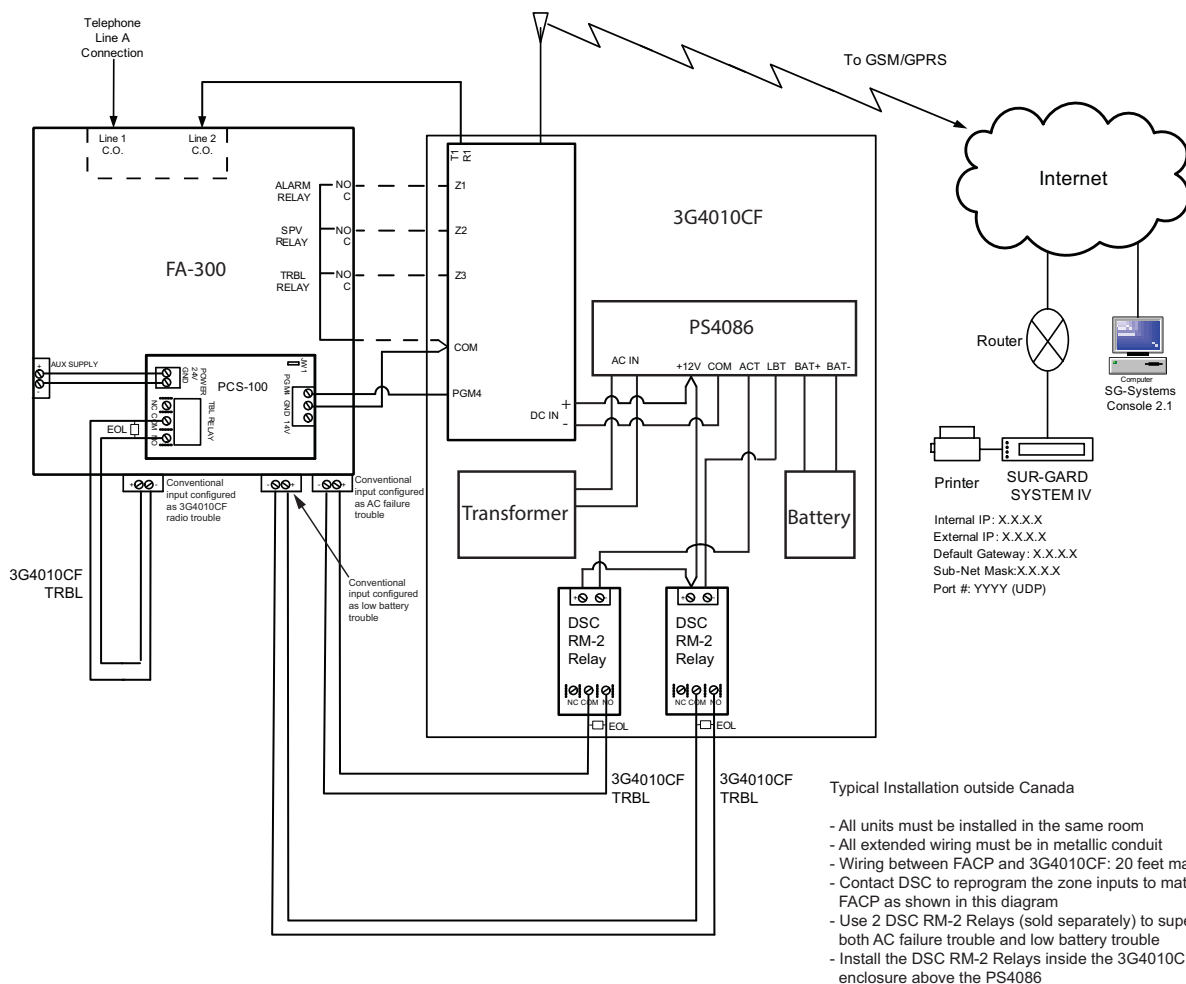 Telephone
Line A
Connection
To GSM/GPRS
Line 1
C.O.
Line 2
C.O.
T1
R1
ALARM
RELAY
NO
C
Z1
SPV
RELAY
NO
C
Z2
TRBL
RELAY
NO
C
Z3
FA-300
3G4010CF
Internet
PS4086
AC IN
+12V COM ACT LBT BAT+ BAT-
COM
PGM4
DC IN
+
-
Router
Computer
SG-Systems
Console 2.1
+
AUX SUPPLY
-
POWER
24V
GND
PCS-100
JW1
PGM4
GND
14V
TBL RELAY
NC COM NO
EOL
+ -
Conventional
input configured
as 3G4010CF
radio trouble
- +
- +
Conventional
input configured
as AC failure
trouble
Conventional
input configured
as low battery
trouble
Transformer
Battery
Printer
SUR-GARD
SYSTEM IV
Internal IP: X.X.X.X
External IP: X.X.X.X
Default Gateway: X.X.X.X
Sub-Net Mask:X.X.X.X
Port #: YYYY (UDP)
3G4010CF
TRBL
+ -
DSC
RM-2
Relay
NC COM NO
EOL
+ -
DSC
RM-2
Relay
NC COM NO
EOL
3G4010CF
TRBL
3G4010CF
TRBL
Typical Installation outside Canada
- All units must be installed in the same room
- All extended wiring must be in metallic conduit
- Wiring between FACP and 3G4010CF: 20 feet
- Contact DSC to reprogram the zone inputs to
FACP as shown in this diagram
- Use 2 DSC RM-2 Relays (sold separately) to
both AC failure trouble and low battery trouble
- Install the DSC RM-2 Relays inside the
enclosure above the PS4086